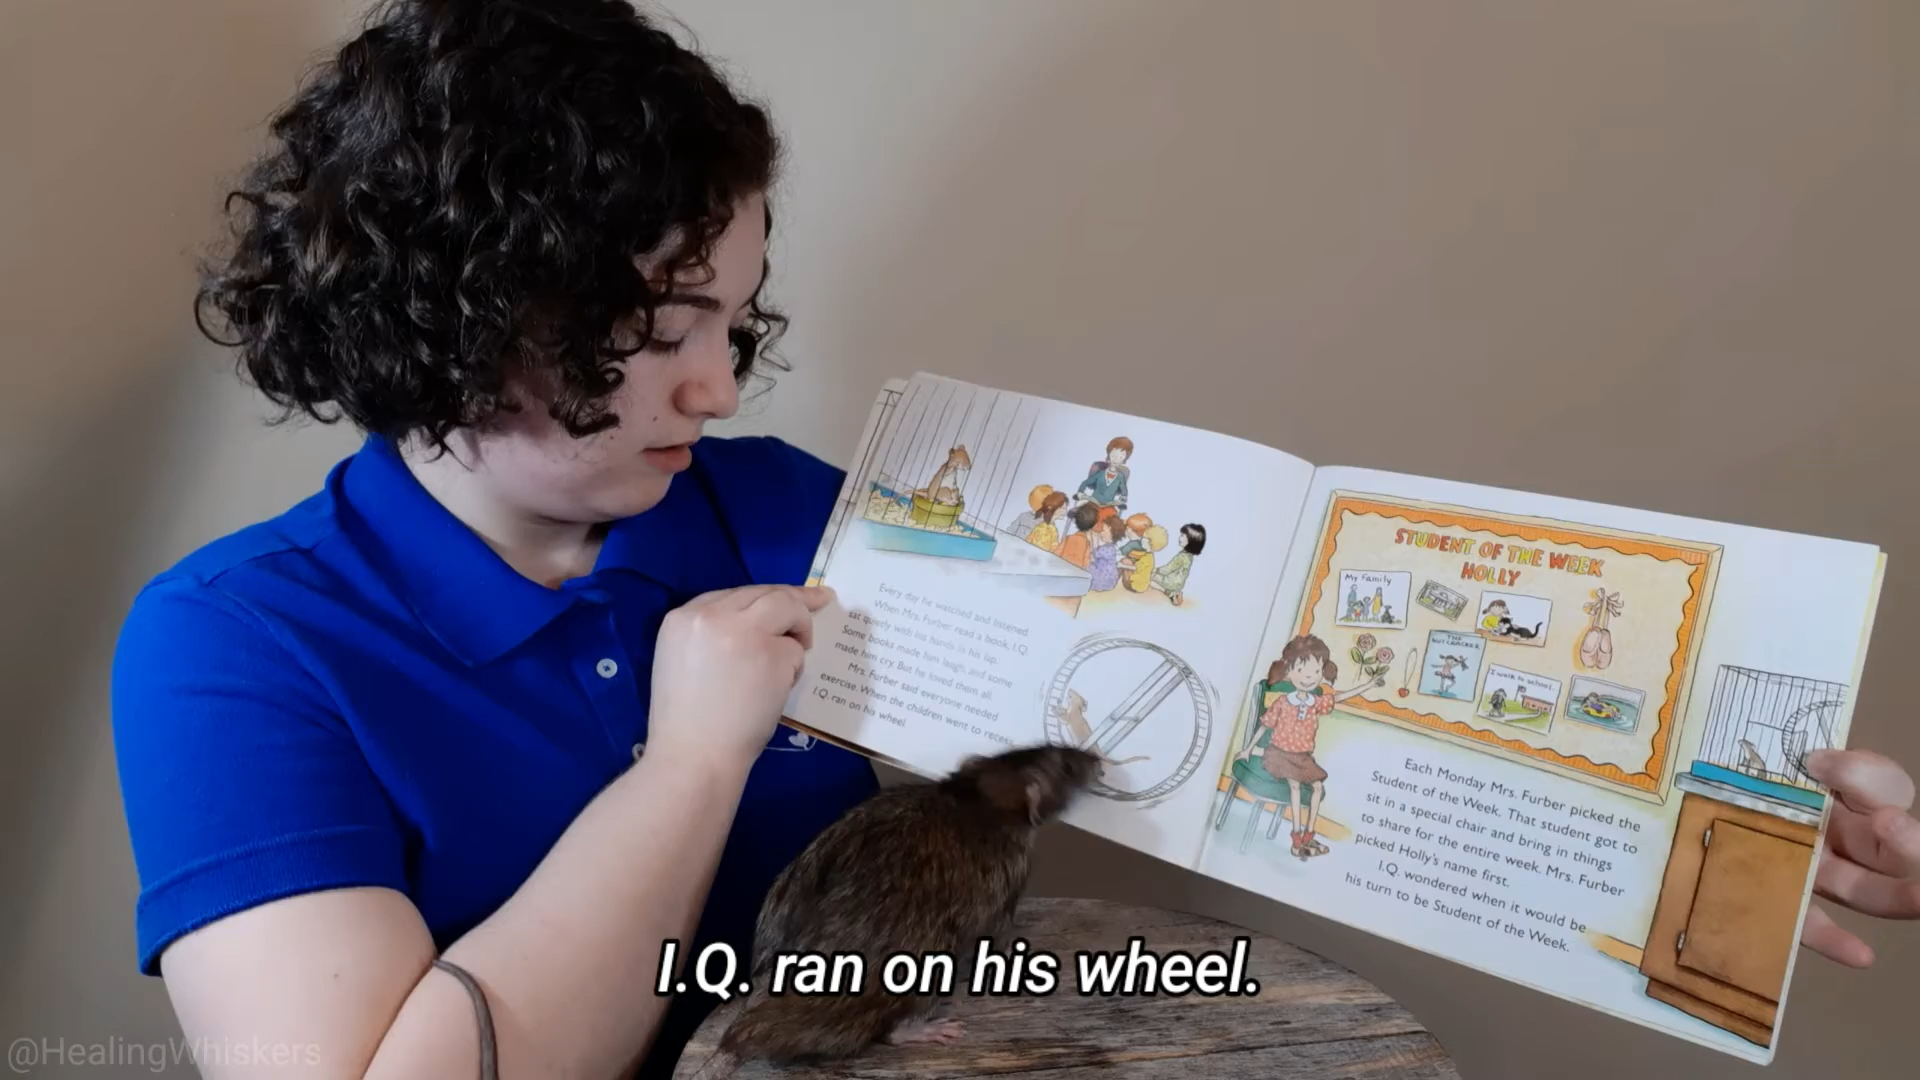 Every day he watched and listened.
When Mrs. Furber read a book, I.Q.
sat quietly with his hands in his lap.
Some books made him laugh, and some
made him cry. But he loved them all.
Mrs. Furber said everyone needed
exercise. When the children went to recess,
I.Q. ran on his wheel.
STUDENT OF THE WEEK
HOLLY
My Family
THE
NUTCRACKER
I walk to school.
Each Monday Mrs. Furber picked the
Student of the Week. That student got to
sit in a special chair and bring in things
to share for the entire week. Mrs. Furber
picked Holly's name first.
I.Q. wondered when it would be
his turn to be Student of the Week.
I.Q. ran on his wheel.
@HealingWhiskers